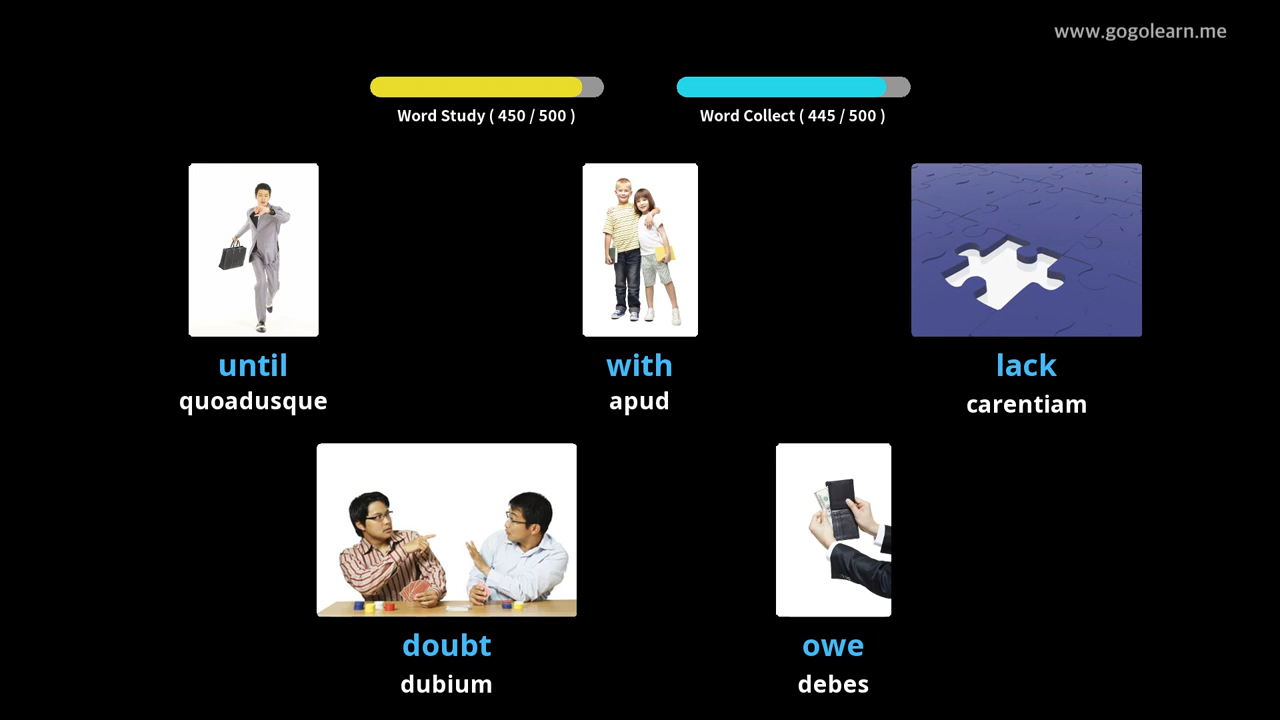 www.gogolearn.me
Word Study ( 450 / 500 )
Word Collect ( 445 / 500 )
until
quoadusque
with
apud
lack
carentiam
doubt
dubium
owe
debes